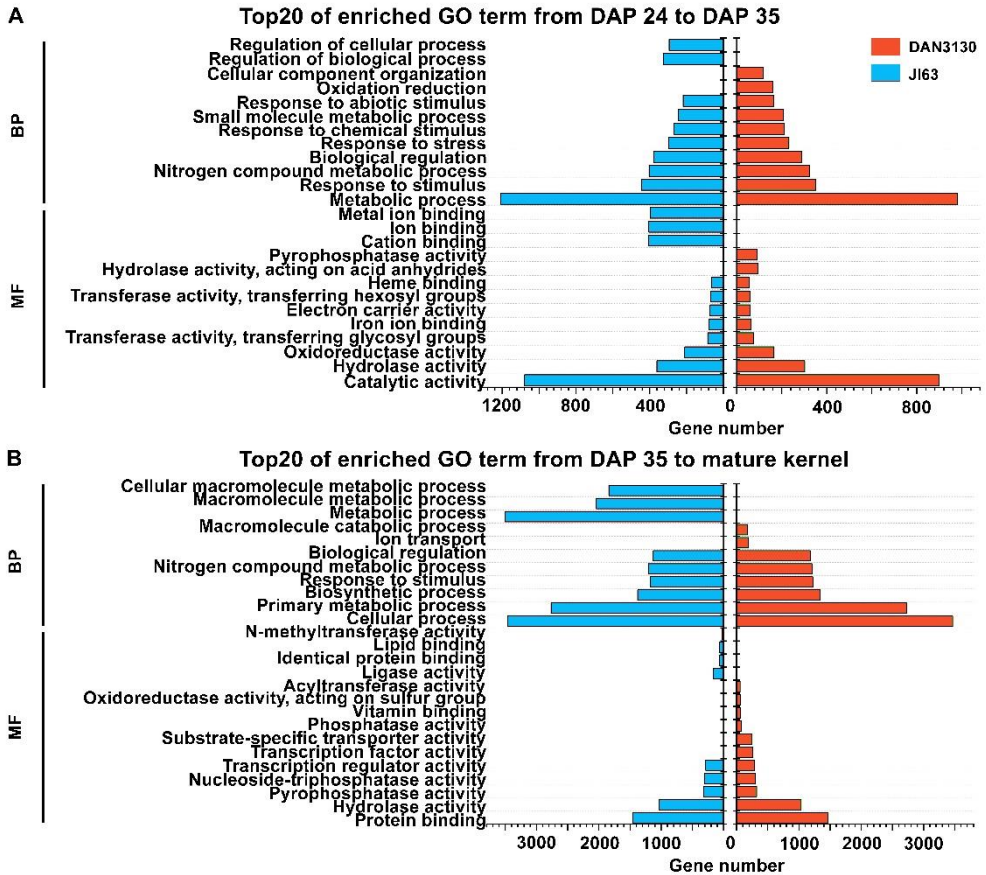 A
Top20 of enriched GO term from DAP 24 to DAP 35
DAN3130
JI63
BP
Regulation of cellular process
Regulation of biological process
Cellular component organization
Oxidation reduction
Response to abiotic stimulus
Small molecule metabolic process
Response to chemical stimulus
Response to stress
Biological regulation
Nitrogen compound metabolic process
Response to stimulus
Metabolic process
MF
Metal ion binding
Ion binding
Cation binding
Pyrophosphatase activity
Hydrolase activity, acting on acid anhydrides
Heme binding
Transferase activity, transferring hexosyl groups
Electron carrier activity
Iron ion binding
Transferase activity, transferring glycosyl groups
Oxidoreductase activity
Hydrolase activity
Catalytic activity
1200 800 400 0 400 800
Gene number
B
Top20 of enriched GO term from DAP 35 to mature kernel
BP
Cellular macromolecule metabolic process
Macromolecule metabolic process
Metabolic process
Macromolecule catabolic process
Ion transport
Biological regulation
Nitrogen compound metabolic process
Response to stimulus
Biosynthetic process
Primary metabolic process
Cellular process
MF
N-methyltransferase activity
Lipid binding
Identical protein binding
Ligase activity
Acyltransferase activity
Oxidoreductase activity, acting on sulfur group
Vitamin binding
Phosphatase activity
Substrate-specific transporter activity
Transcription factor activity
Transcription regulator activity
Nucleoside-triphosphatase activity
Pyrophosphatase activity
Hydrolase activity
Protein binding
3000 2000 1000 0 1000 2000 3000
Gene number